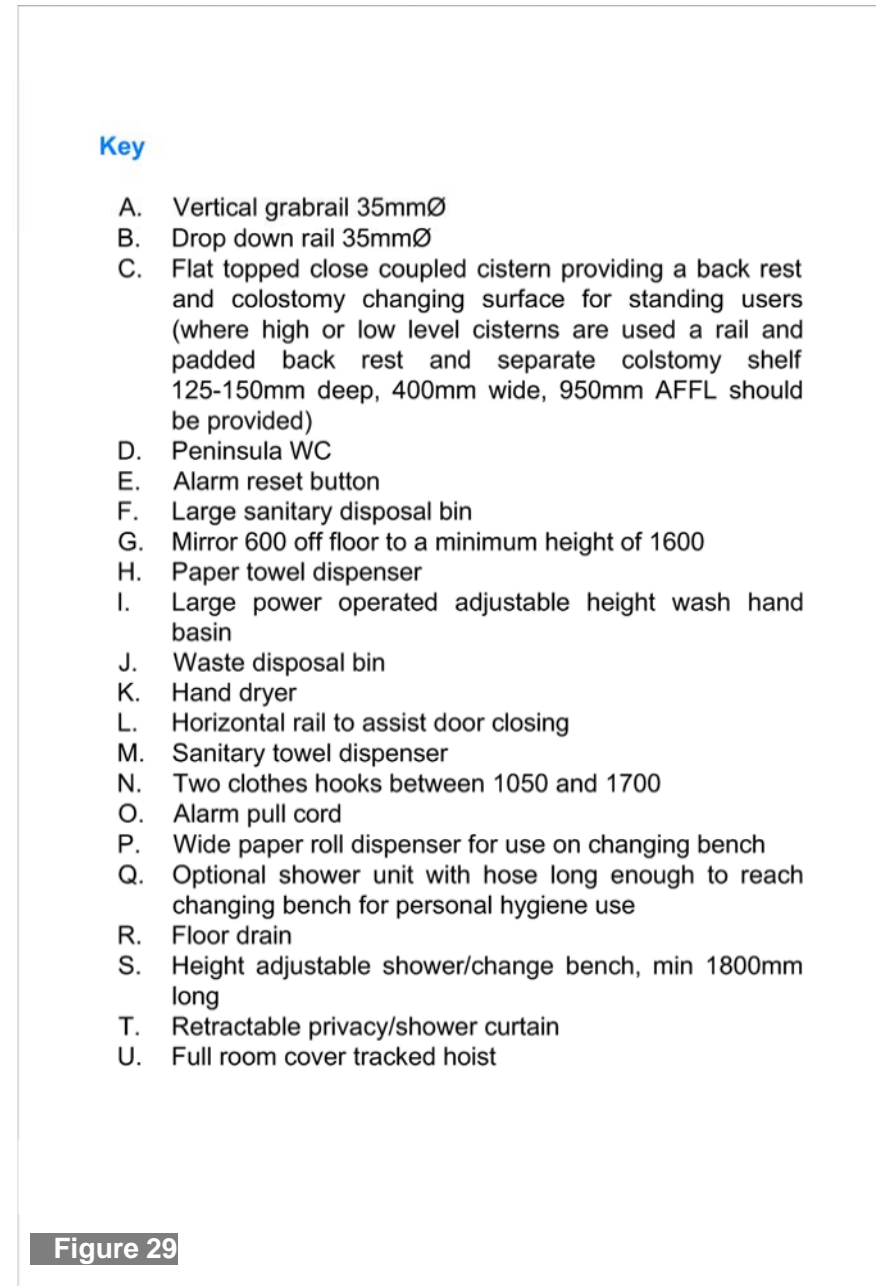 Key
A. Vertical grabrail 35mmØ
B. Drop down rail 35mmØ
C. Flat topped close coupled cistern providing a back rest
and colostomy changing surface for standing users
(where high or low level cisterns are used a rail and
padded back rest and separate colstomy shelf
125-150mm deep, 400mm wide, 950mm AFFL should
be provided)
D. Peninsula WC
E. Alarm reset button
F. Large sanitary disposal bin
G. Mirror 600 off floor to a minimum height of 1600
H. Paper towel dispenser
I. Large power operated adjustable height wash hand
basin
J. Waste disposal bin
K. Hand dryer
L. Horizontal rail to assist door closing
M. Sanitary towel dispenser
N. Two clothes hooks between 1050 and 1700
O. Alarm pull cord
P. Wide paper roll dispenser for use on changing bench
Q. Optional shower unit with hose long enough to reach
changing bench for personal hygiene use
R. Floor drain
S. Height adjustable shower/change bench, min 1800mm
long
T. Retractable privacy/shower curtain
U. Full room cover tracked hoist
Figure 29